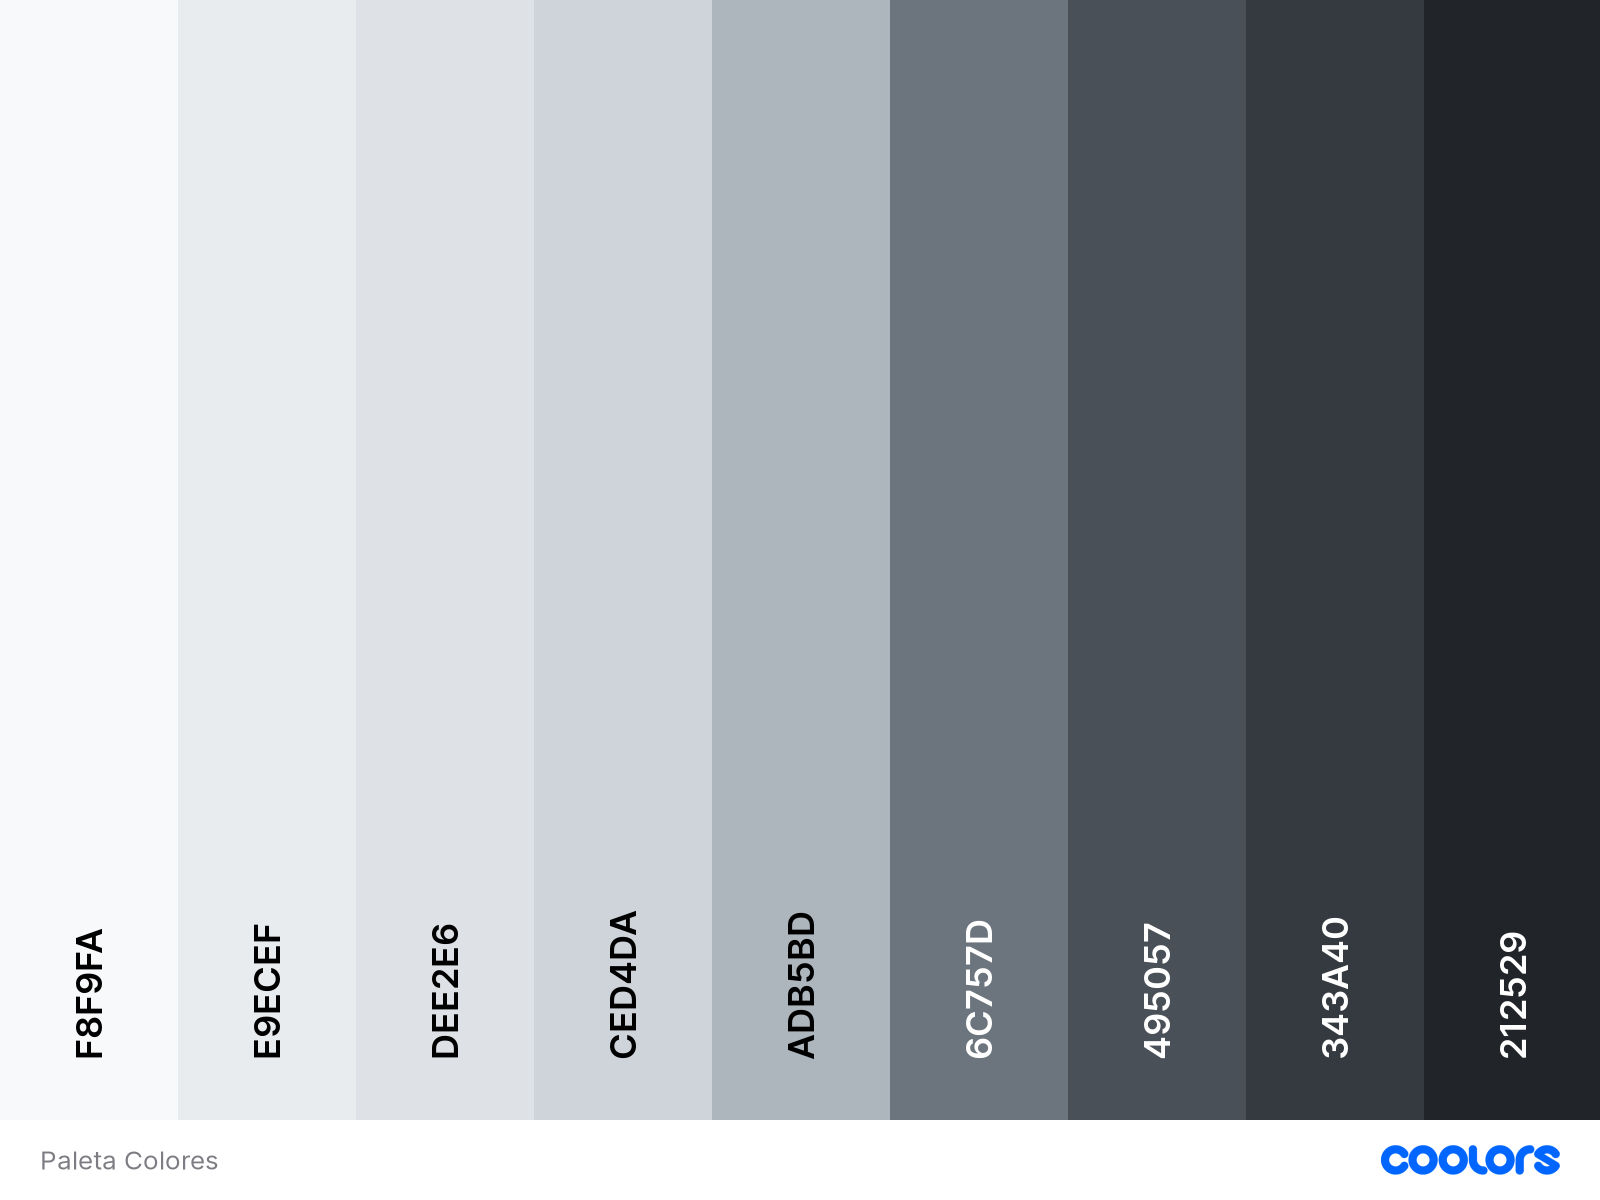 F8F9FA
E9ECEF
DEE2E6
CED4DA
ADB5BD
6C757D
495057
343A40
212529
Paleta Colores
coolors